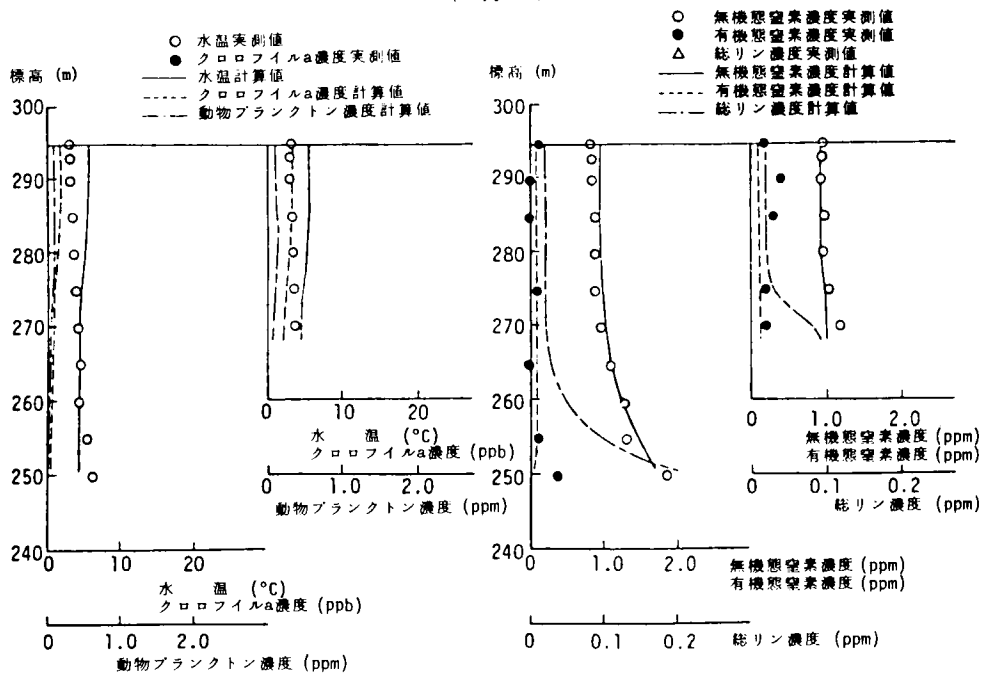 ○ 水温実測値
● クロロフイルa濃度実測値
水温計算値
クロロフイルa濃度計算値
動物プランクトン濃度計算値
標高 (m)
300
290
280
270
260
250
240
0 10 20
水 温 (°C)
クロロフイルa濃度 (ppb)
0 1.0 2.0
動物プランクトン濃度 (ppm)
0 10 20
水 温 (°C)
クロロフイルa濃度 (ppb)
0 1.0 2.0
動物プランクトン濃度 (ppm)
○ 無機態窒素濃度実測値
● 有機態窒素濃度実測値
△ 総リン濃度実測値
無機態窒素濃度計算値
有機態窒素濃度計算値
総リン濃度計算値
標高 (m)
300
290
280
270
260
250
240
0 1.0 2.0
無機態窒素濃度 (ppm)
有機態窒素濃度 (ppm)
0 0.1 0.2
総リン濃度 (ppm)
0 1.0 2.0
無機態窒素濃度 (ppm)
有機態窒素濃度 (ppm)
0 0.1 0.2
総リン濃度 (ppm)